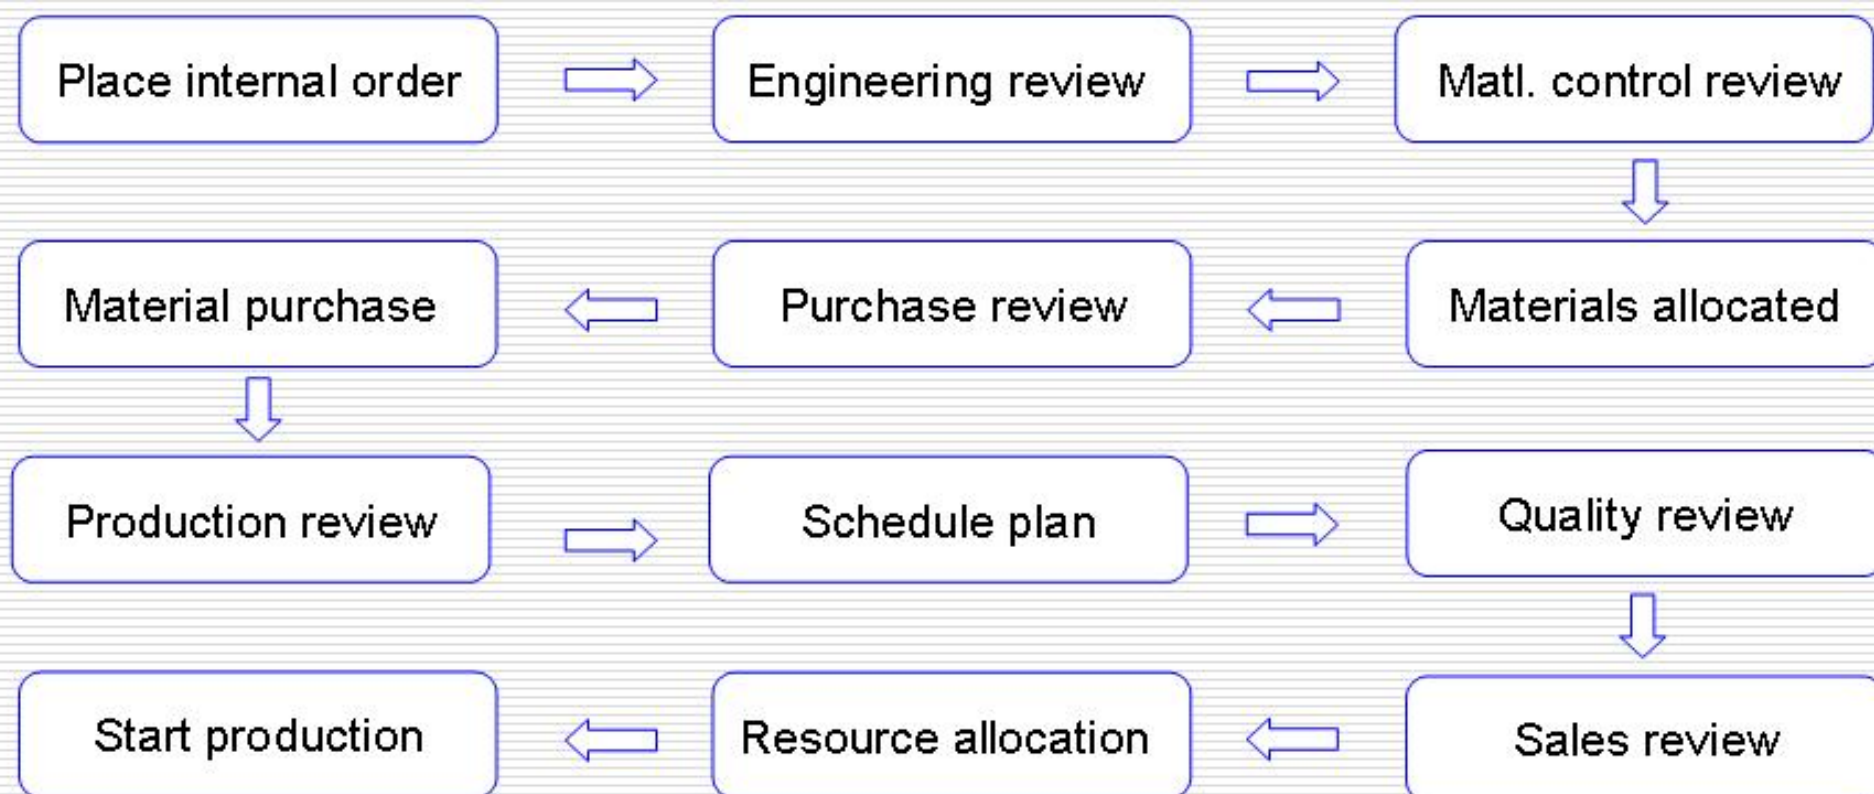 Place internal order
Engineering review
Matl. control review
Materials allocated
Purchase review
Material purchase
Production review
Schedule plan
Quality review
Sales review
Resource allocation
Start production